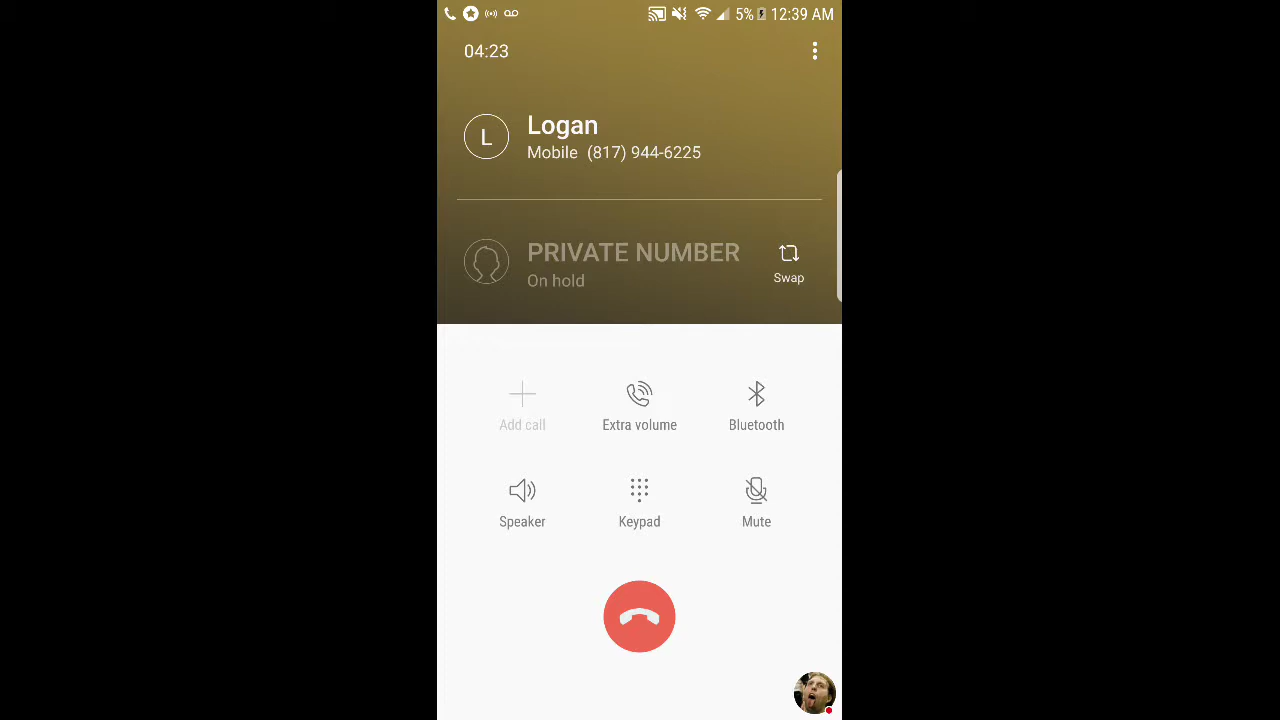 5% 12:39 AM
04:23
L
Logan
Mobile (817) 944-6225
PRIVATE NUMBER
On hold
Swap
Add call
Extra volume
Bluetooth
Speaker
Keypad
Mute